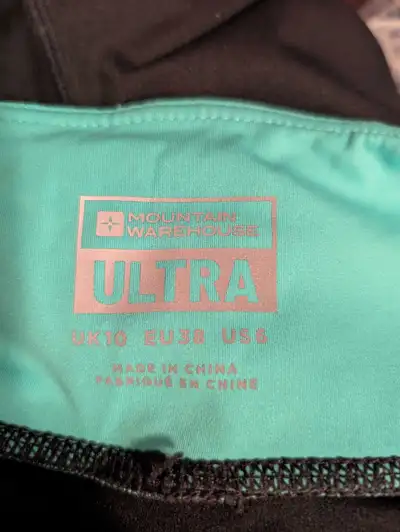 MOUNTAIN
WAREHOUSE
ULTRA
UK10 EU38 US6
MADE IN CHINA
FABRIQUÉ EN CHINE